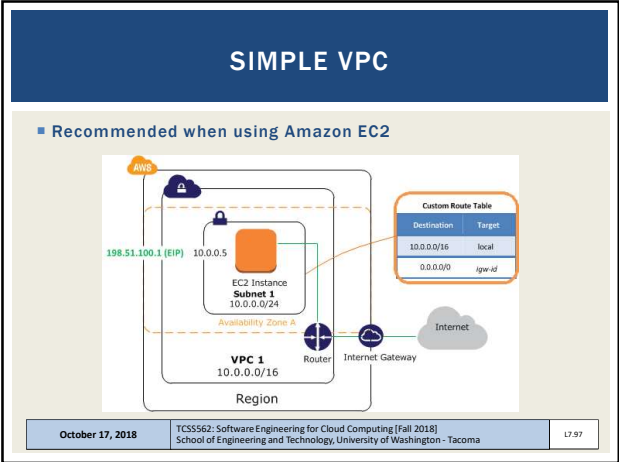 SIMPLE VPC
Recommended when using Amazon EC2
AWS
Custom Route Table
Destination Target
10.0.0.0/16 local
0.0.0.0/0 igw-id
198.51.100.1 (EIP) 10.0.0.5
EC2 Instance
Subnet 1
10.0.0.0/24
Availability Zone A
Internet
VPC 1
10.0.0.0/16
Router
Internet Gateway
Region
October 17, 2018
TCSS562: Software Engineering for Cloud Computing [Fall 2018]
School of Engineering and Technology, University of Washington - Tacoma
L7.97